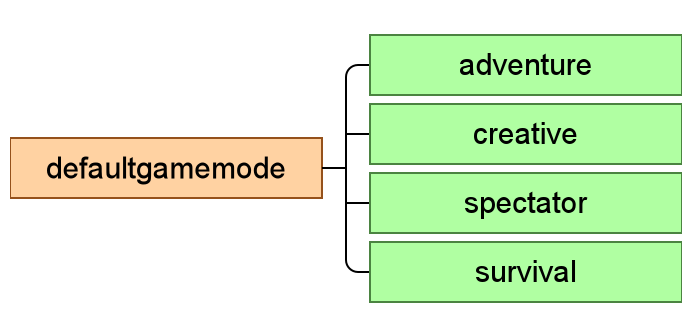 defaultgamemode
adventure
creative
spectator
survival